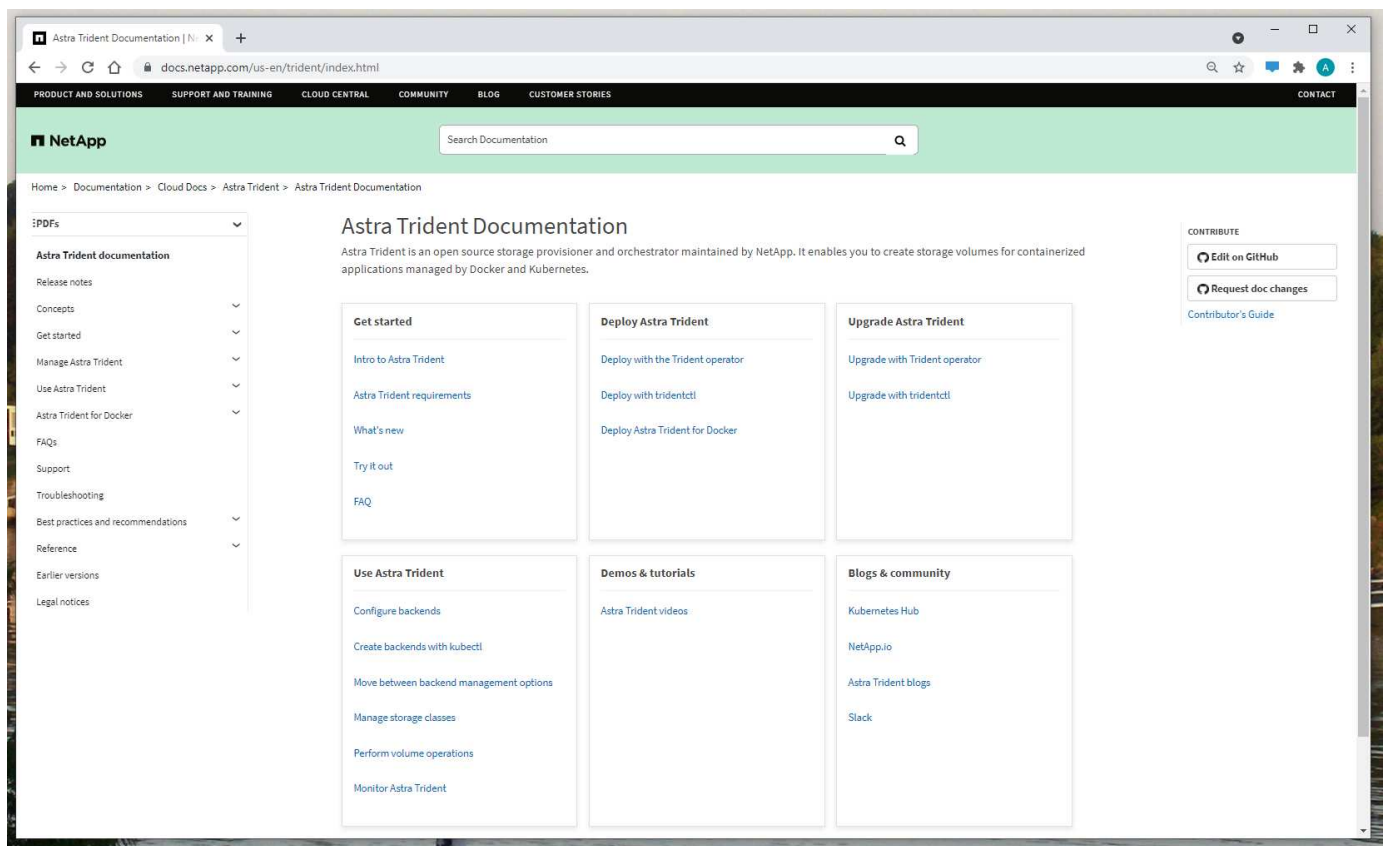 Astra Trident Documentation | N
docs.netapp.com/us-en/trident/index.html
A
PRODUCT AND SOLUTIONS SUPPORT AND TRAINING CLOUD CENTRAL COMMUNITY BLOG CUSTOMER STORIES CONTACT
NetApp
Search Documentation
Home > Documentation > Cloud Docs > Astra Trident > Astra Trident Documentation
PDFs
Astra Trident documentation
Release notes
Concepts
Get started
Manage Astra Trident
Use Astra Trident
Astra Trident for Docker
FAQs
Support
Troubleshooting
Best practices and recommendations
Reference
Earlier versions
Legal notices
Astra Trident Documentation
Astra Trident is an open source storage provisioner and orchestrator maintained by NetApp. It enables you to create storage volumes for containerized
applications managed by Docker and Kubernetes.
Get started
Intro to Astra Trident
Astra Trident requirements
What's new
Try it out
FAQ
Deploy Astra Trident
Deploy with the Trident operator
Deploy with tridentctl
Deploy Astra Trident for Docker
Upgrade Astra Trident
Upgrade with Trident operator
Upgrade with tridentctl
Use Astra Trident
Configure backends
Create backends with kubectl
Move between backend management options
Manage storage classes
Perform volume operations
Monitor Astra Trident
Demos & tutorials
Astra Trident videos
Blogs & community
Kubernetes Hub
NetApp.io
Astra Trident blogs
Slack
CONTRIBUTE
Edit on GitHub
Request doc changes
Contributor's Guide